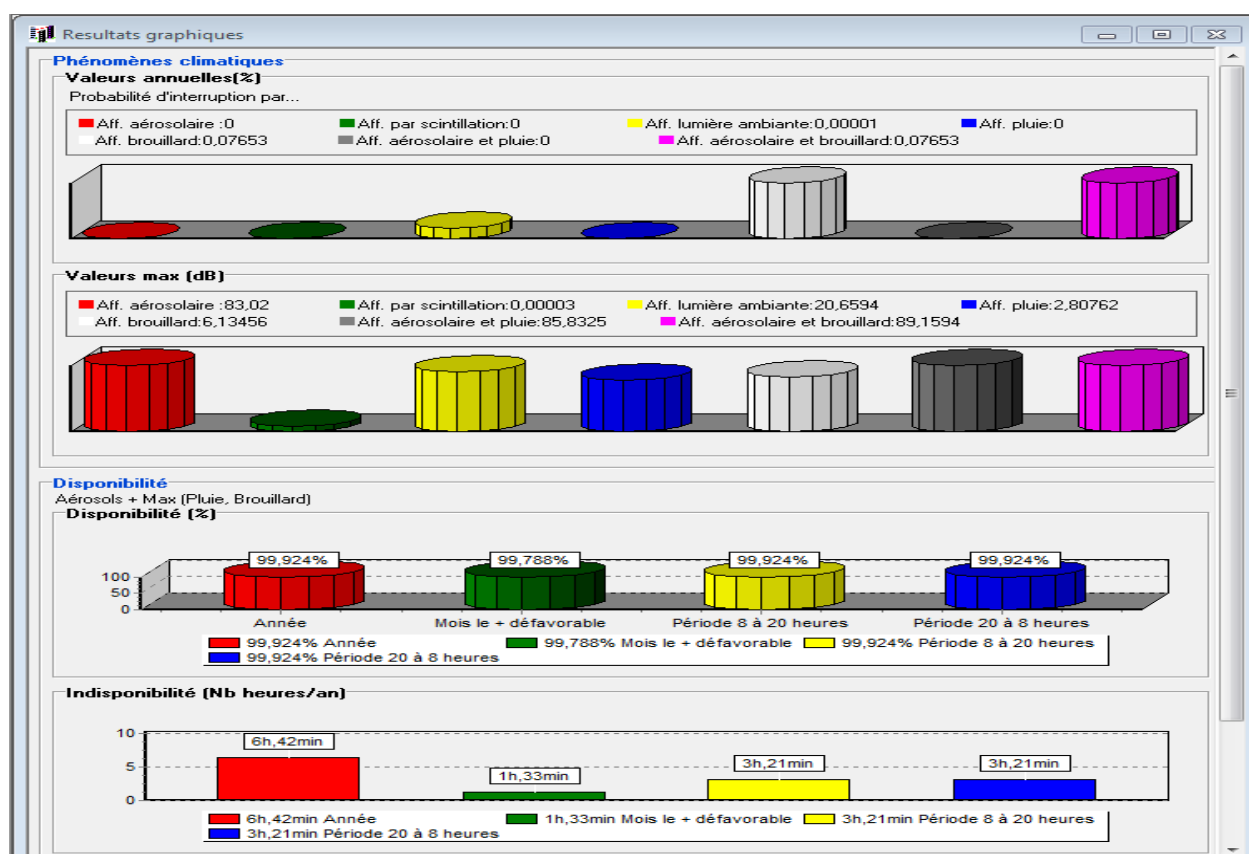 Resultats graphiques
Phénomènes climatiques
Valeurs annuelles(%)
Probabilité d'interruption par...
Aff. aérosolaire :0 Aff. par scintillation:0 Aff. lumière ambiante:0,00001 Aff. pluie:0
Aff. brouillard:0,07653 Aff. aérosolaire et pluie:0 Aff. aérosolaire et brouillard:0,07653
Valeurs max (dB)
Aff. aérosolaire :83,02 Aff. par scintillation:0,00003 Aff. lumière ambiante:20,6594 Aff. pluie:2,80762
Aff. brouillard:6,13456 Aff. aérosolaire et pluie:85,8325 Aff. aérosolaire et brouillard:89,1594
Disponibilité
Aérosols + Max (Pluie, Brouillard)
Disponibilité (%)
99,924% 99,788% 99,924% 99,924%
100
50
0
Année Mois le + défavorable Période 8 à 20 heures Période 20 à 8 heures
99,924% Année 99,788% Mois le + défavorable 99,924% Période 8 à 20 heures
99,924% Période 20 à 8 heures
Indisponibilité (Nb heures/an)
10
6h,42min
3h,21min 3h,21min
5
1h,33min
0
6h,42min Année 1h,33min Mois le + défavorable 3h,21min Période 8 à 20 heures
3h,21min Période 20 à 8 heures